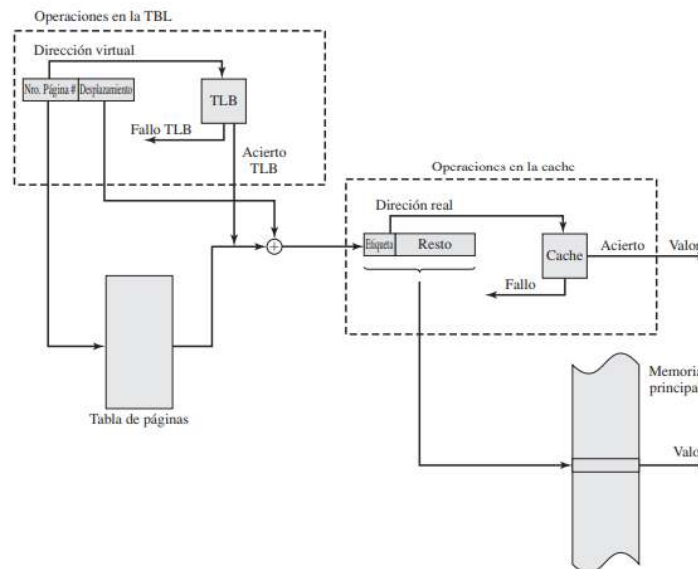 Operaciones en la TBL
Dirección virtual
Nro. Página #
Desplazamiento
TLB
Fallo TLB
Acierto
TLB
Operaciones en la cache
Direción real
Etiqueta
Resto
Cache
Acierto
Valor
Fallo
Tabla de páginas
Memoria
principa
Valo